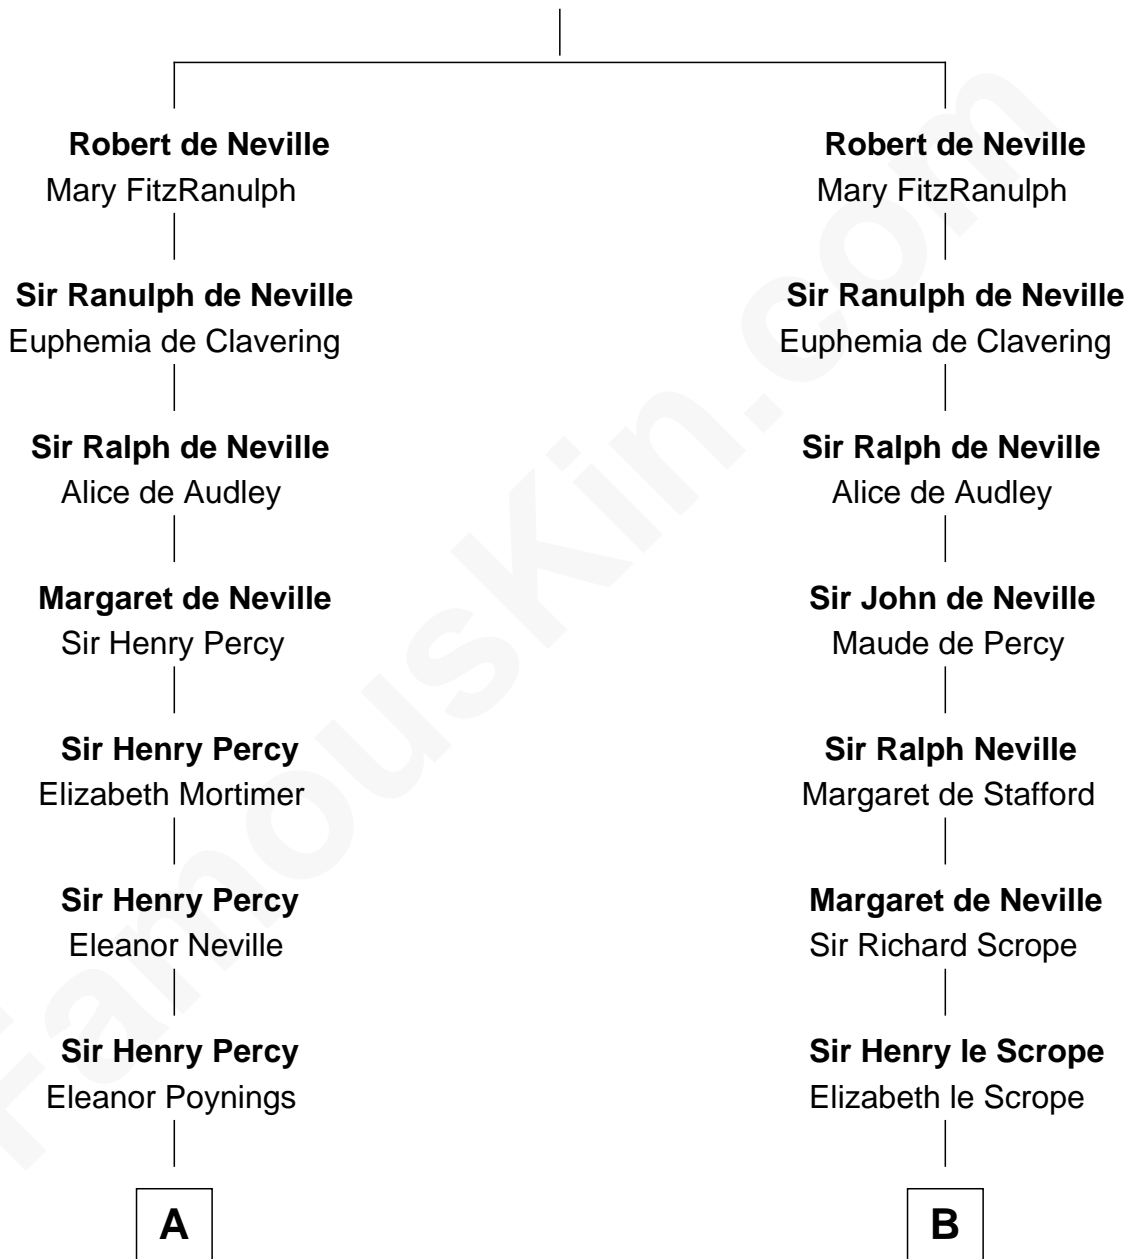 Robert de Neville
Mary FitzRanulph
Sir Ranulph de Neville
Euphemia de Clavering
Sir Ralph de Neville
Alice de Audley
Margaret de Neville
Sir Henry Percy
Sir Henry Percy
Elizabeth Mortimer
Sir Henry Percy
Eleanor Neville
Sir Henry Percy
Eleanor Poynings
A
Robert de Neville
Mary FitzRanulph
Sir Ranulph de Neville
Euphemia de Clavering
Sir Ralph de Neville
Alice de Audley
Sir John de Neville
Maude de Percy
Sir Ralph Neville
Margaret de Stafford
Margaret de Neville
Sir Richard Scrope
Sir Henry le Scrope
Elizabeth le Scrope
B
FamousKin.com